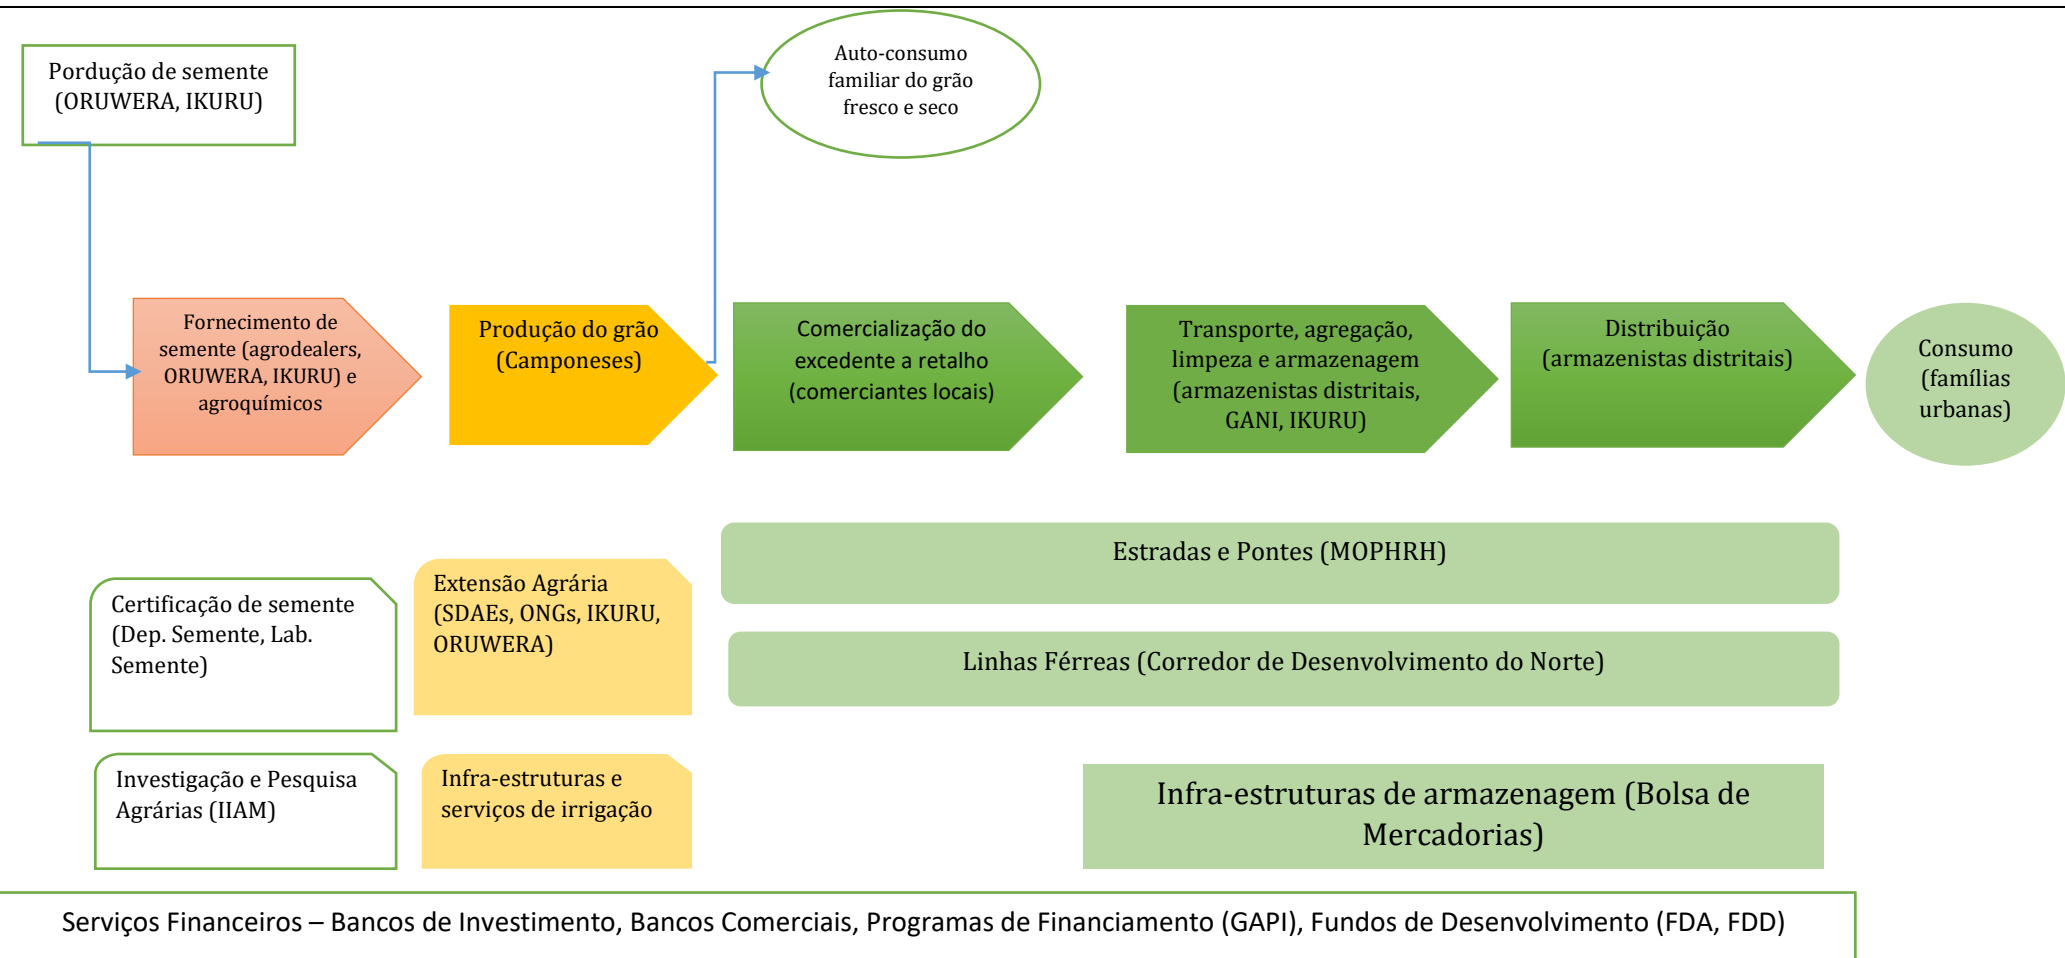 Pordução de semente
(ORUWERA, IKURU)
Auto-consumo
familiar do grão
fresco e seco
Fornecimento de
semente (agrodealers,
ORUWERA, IKURU) e
agroquímicos
Produção do grão
(Camponeses)
Comercialização do
excedente a retalho
(comerciantes locais)
Transporte, agregação,
limpeza e armazenagem
(armazenistas distritais,
GANI, IKURU)
Distribuição
(armazenistas distritais)
Consumo
(famílias
urbanas)
Certificação de semente
(Dep. Semente, Lab.
Semente)
Extensão Agrária
(SDAEs, ONGs, IKURU,
ORUWERA)
Estradas e Pontes (MOPHRH)
Linhas Férreas (Corredor de Desenvolvimento do Norte)
Investigação e Pesquisa
Agrárias (IIAM)
Infra-estruturas e
serviços de irrigação
Infra-estruturas de armazenagem (Bolsa de
Mercadorias)
Serviços Financeiros – Bancos de Investimento, Bancos Comerciais, Programas de Financiamento (GAPI), Fundos de Desenvolvimento (FDA, FDD)